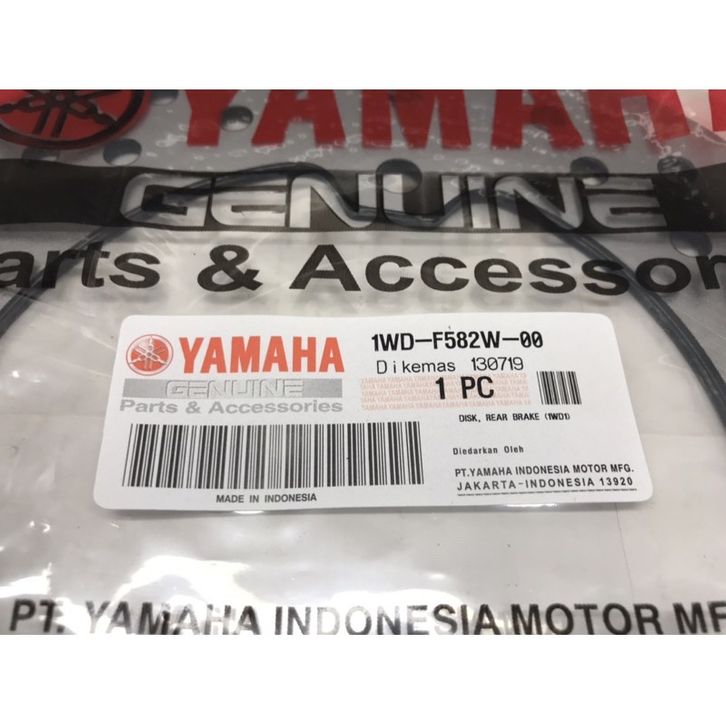 YAMAHA
GENUINE
arts & Accessor
YAMAHA
GENUINE
Parts & Accessories
1WD-F582W-00
Dikemas 130719
1 PC
DISK, REAR BRAKE (1WD1)
Diedarkan Oleh
PT.YAMAHA INDONESIA MOTOR MFG.
JAKARTA-INDONESIA 13920
MADE IN INDONESIA
PT. YAMAHA INDONESIA MOTOR MF